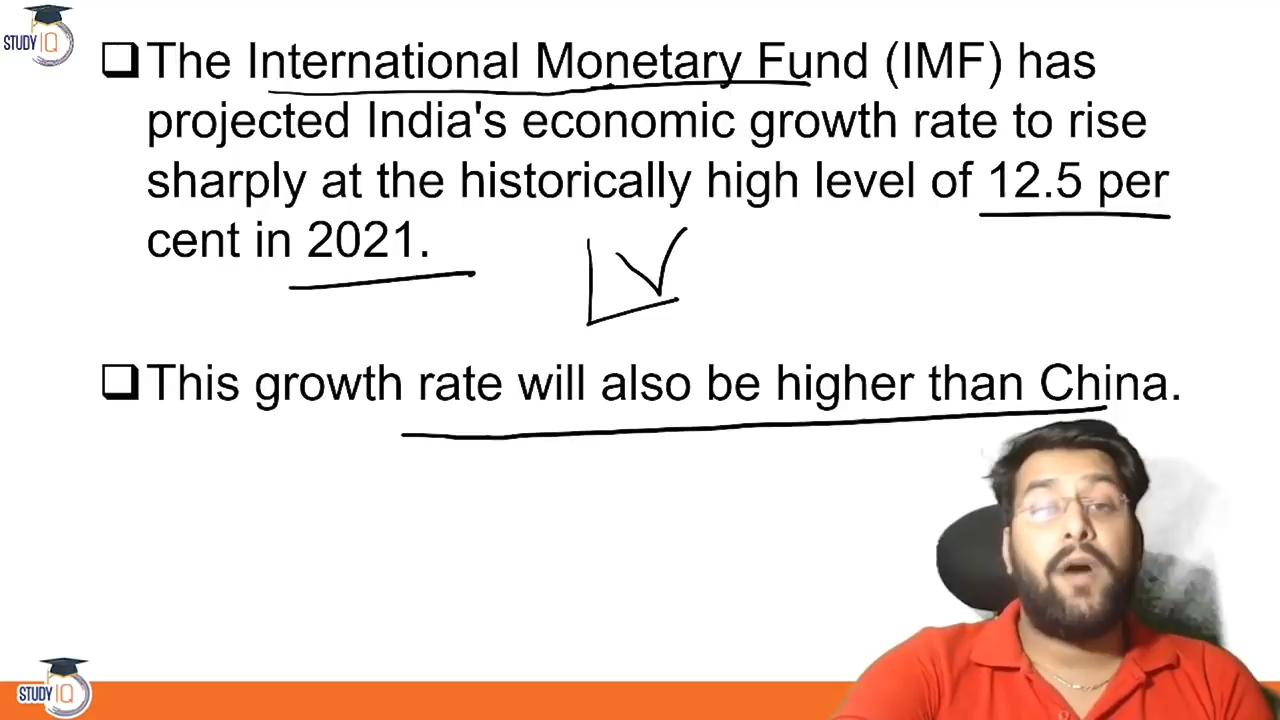 STUDY IQ
❑The International Monetary Fund (IMF) has
projected India's economic growth rate to rise
sharply at the historically high level of 12.5 per
cent in 2021.
❑This growth rate will also be higher than China.
STUDY IQ